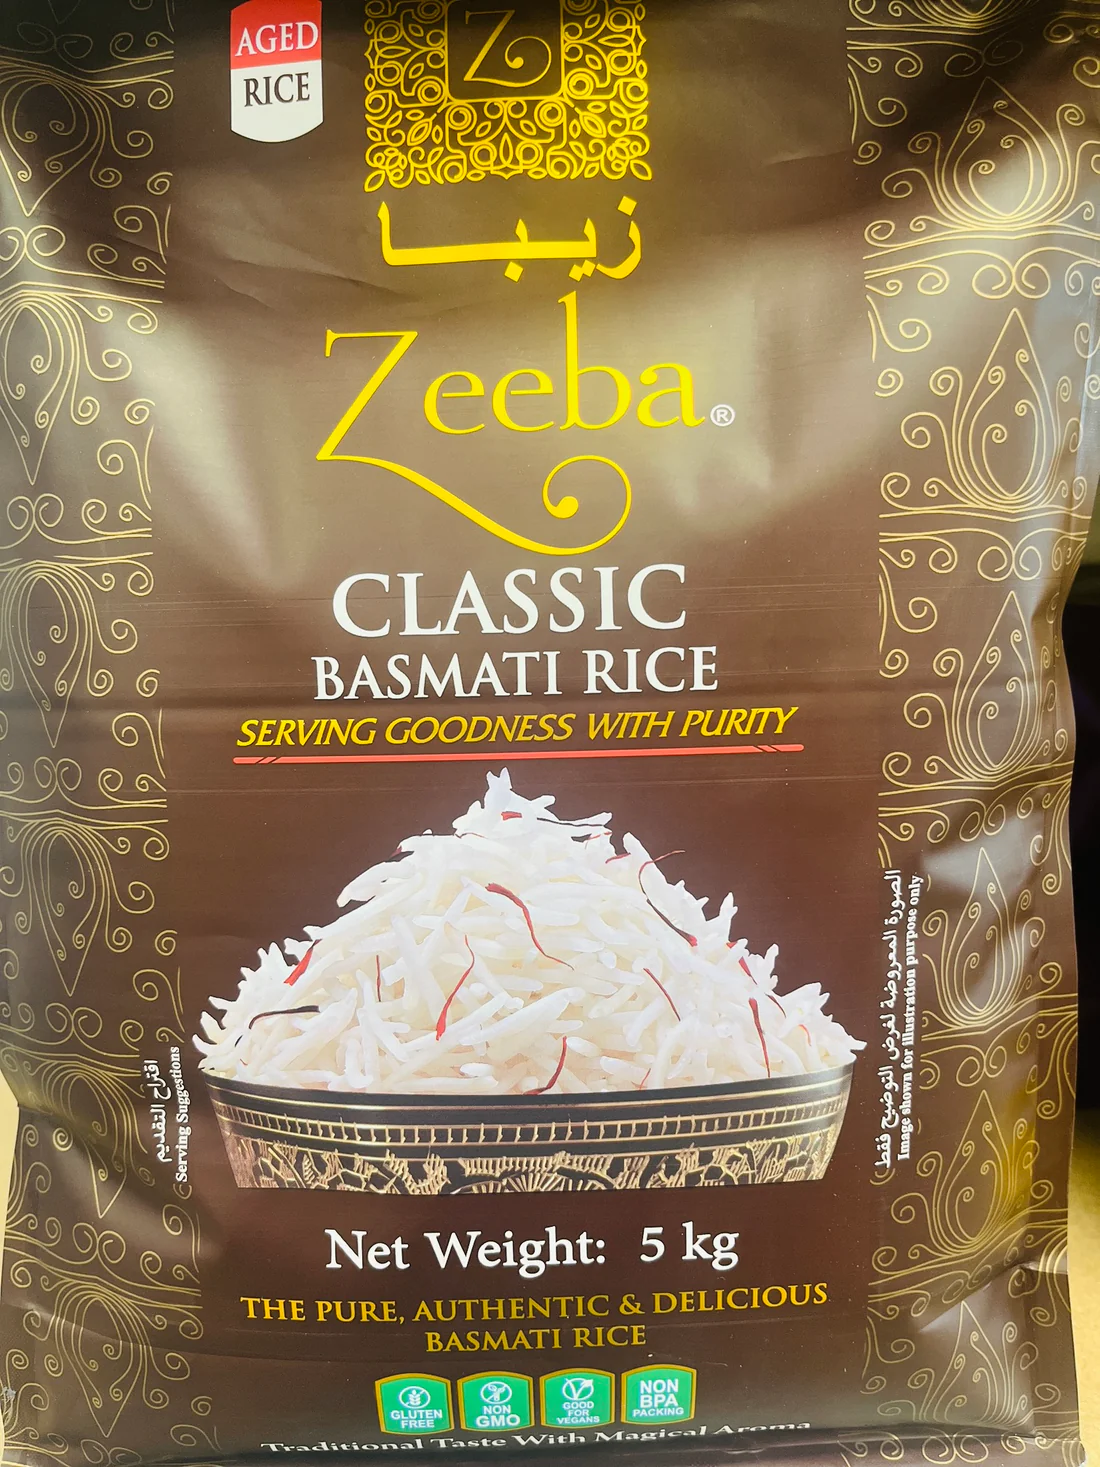 AGED
RICE
Z
زيبا
Zeeba®
CLASSIC
BASMATI RICE
SERVING GOODNESS WITH PURITY
اقتراح التقديم
Serving Suggestions
الصورة المعروضة لغرض التوضيح فقط
Image shown for illustration purpose only
Net Weight: 5 kg
THE PURE, AUTHENTIC & DELICIOUS
BASMATI RICE
GLUTEN
FREE
NON
GMO
GOOD
FOR
VEGANS
NON
BPA
PACKING
Traditional Taste With Magical Aroma